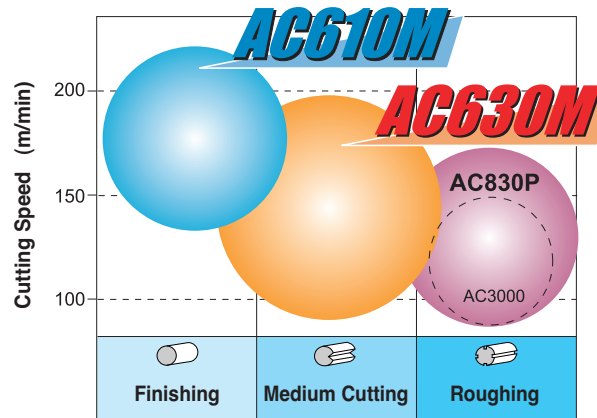 AC610M
200
AC630M
AC830P
150
AC3000
100
Cutting Speed (m/min)
Finishing
Medium Cutting
Roughing